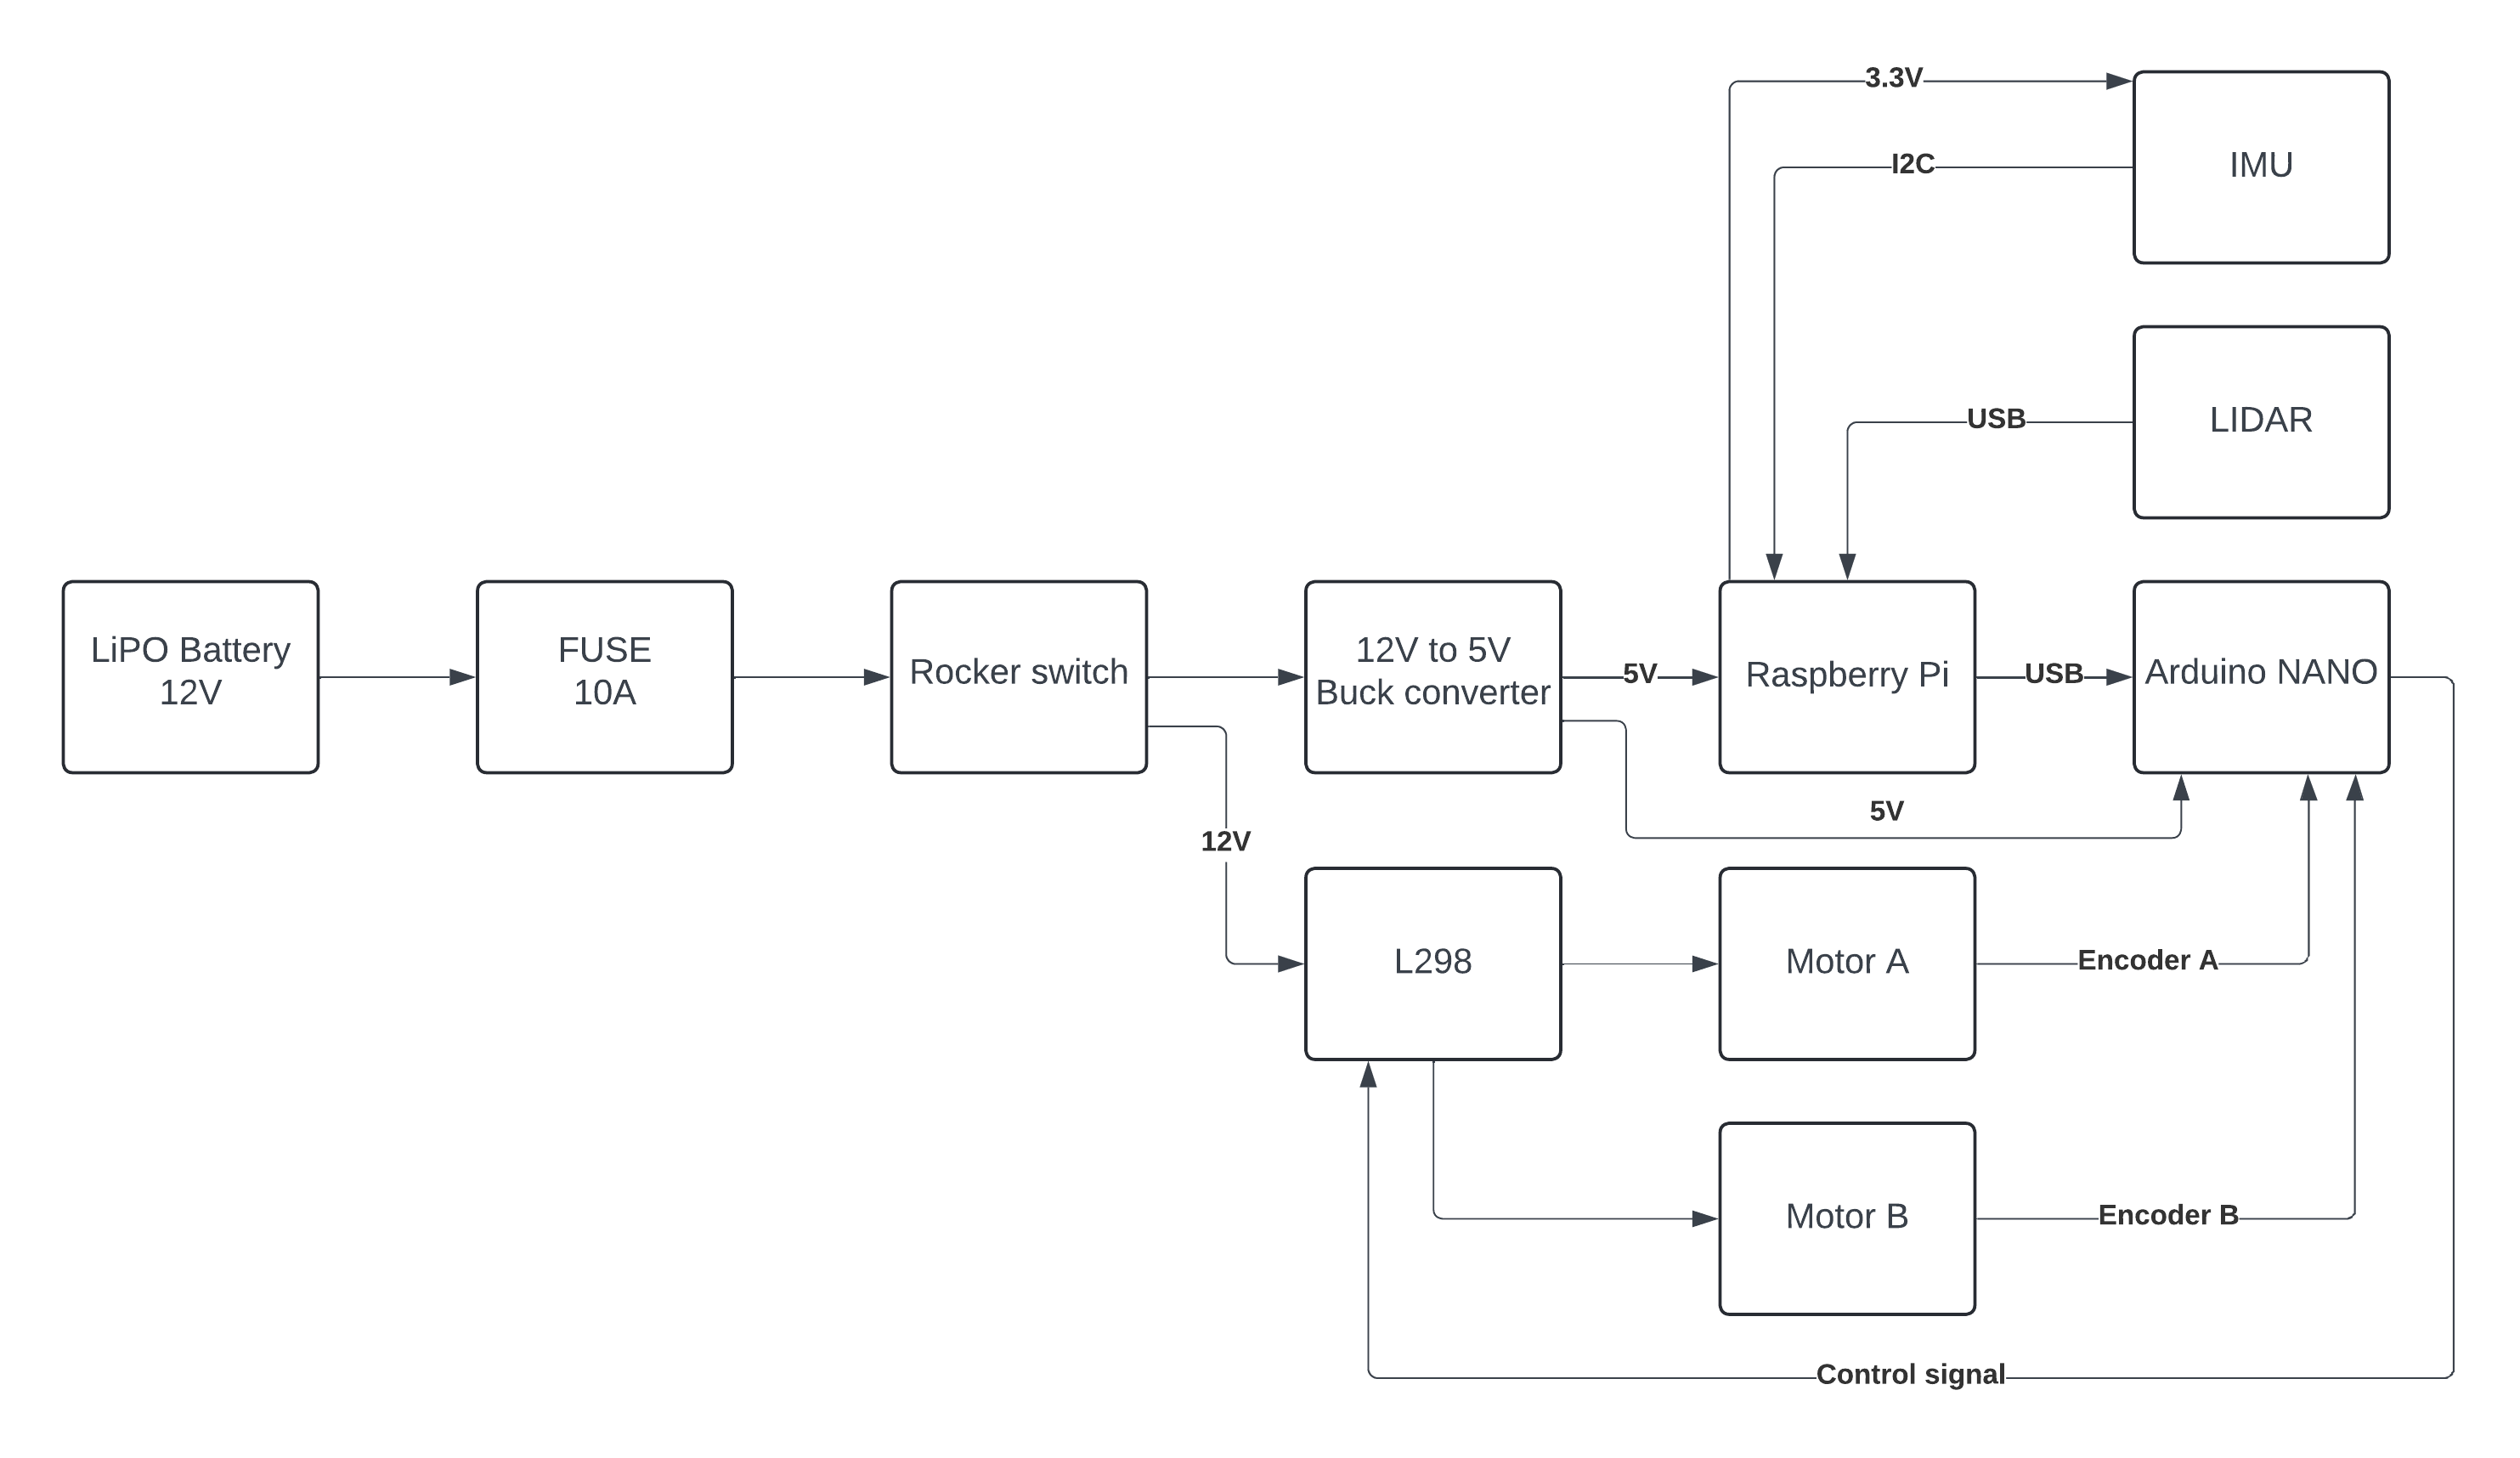 3.3V
IMU
I2C
LIDAR
USB
LiPO Battery
12V
FUSE
10A
Rocker switch
12V to 5V
Buck converter
5V
Raspberry Pi
USB
Arduino NANO
5V
12V
L298
Motor A
Encoder A
Motor B
Encoder B
Control signal